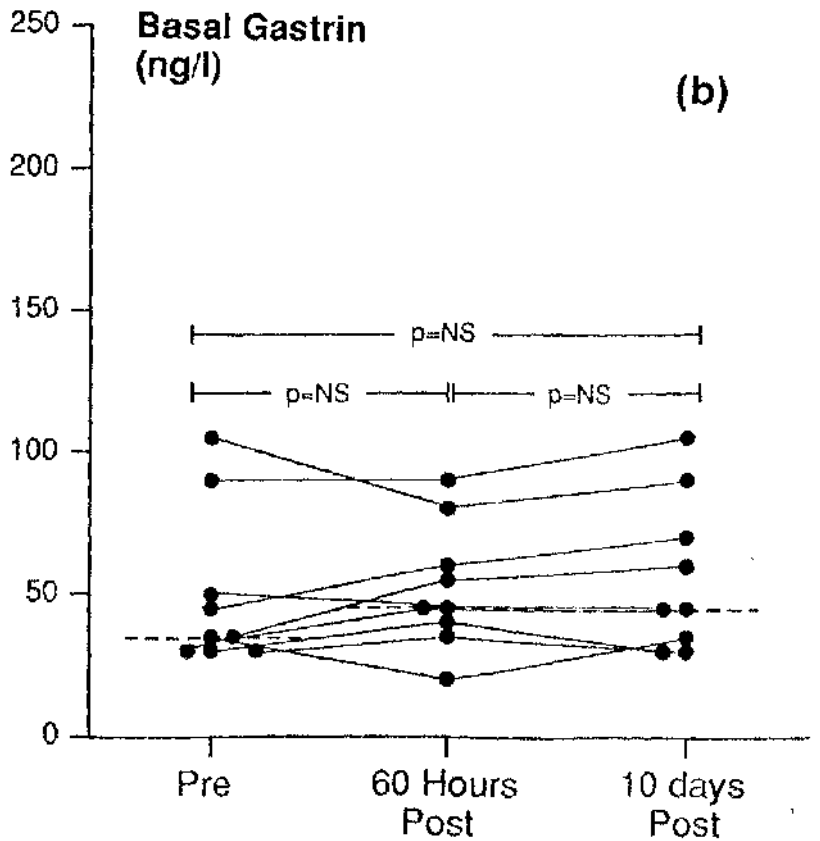 250
Basal Gastrin
(ng/l)
(b)
200
150
p=NS
p=NS
p=NS
100
50
0
Pre
60 Hours
Post
10 days
Post